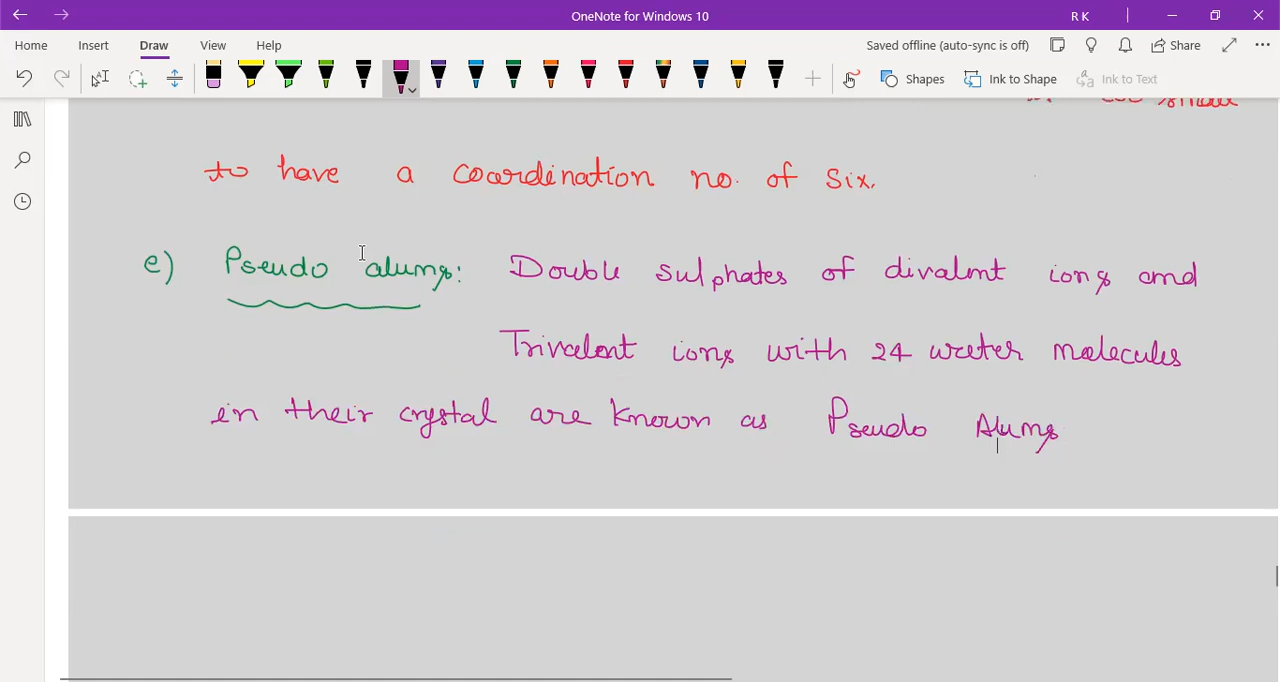 OneNote for Windows 10
R K
Home Insert Draw View Help
Saved offline (auto-sync is off) Share
Shapes Ink to Shape Ink to Text
to have a coordination no. of six.
e) Pseudo alums: Double sulphates of divalent ions and
Trivalent ions with 24 water molecules
in their crystal are known as Pseudo Alums